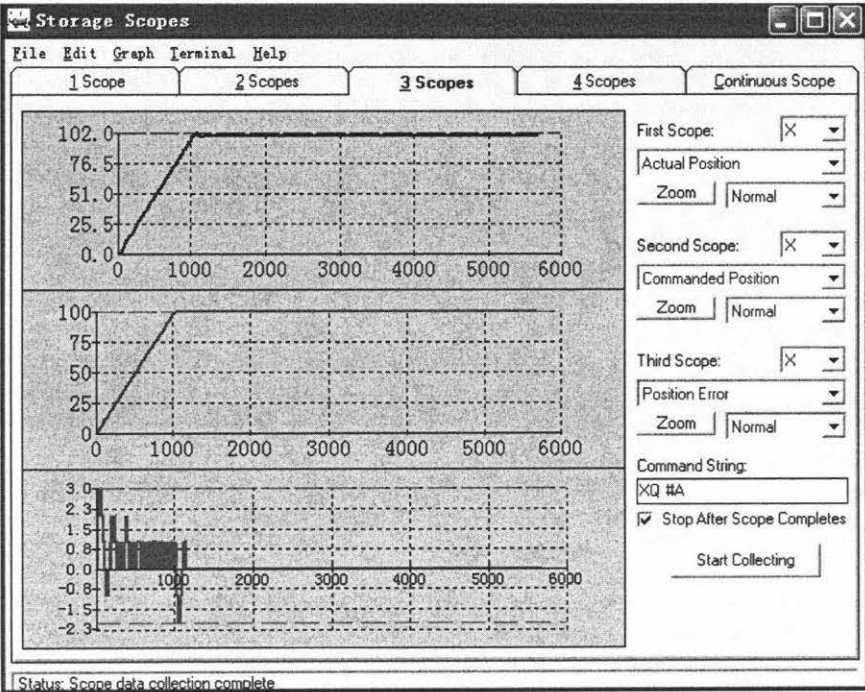 Storage Scopes
File Edit Graph Terminal Help
1 Scope 2 Scopes 3 Scopes 4 Scopes Continuous Scope
102.0
76.5
51.0
25.5
0.0
0 1000 2000 3000 4000 5000 6000
100
75
50
25
0
0 1000 2000 3000 4000 5000 6000
3.0
2.3
1.5
0.8
0.0
1000 2000 3000 4000 5000 6000
-0.8
-1.5
-2.3
First Scope: X
Actual Position
Zoom Normal
Second Scope: X
Commanded Position
Zoom Normal
Third Scope: X
Position Error
Zoom Normal
Command String:
XQ #A
Stop After Scope Completes
Start Collecting
Status: Scope data collection complete